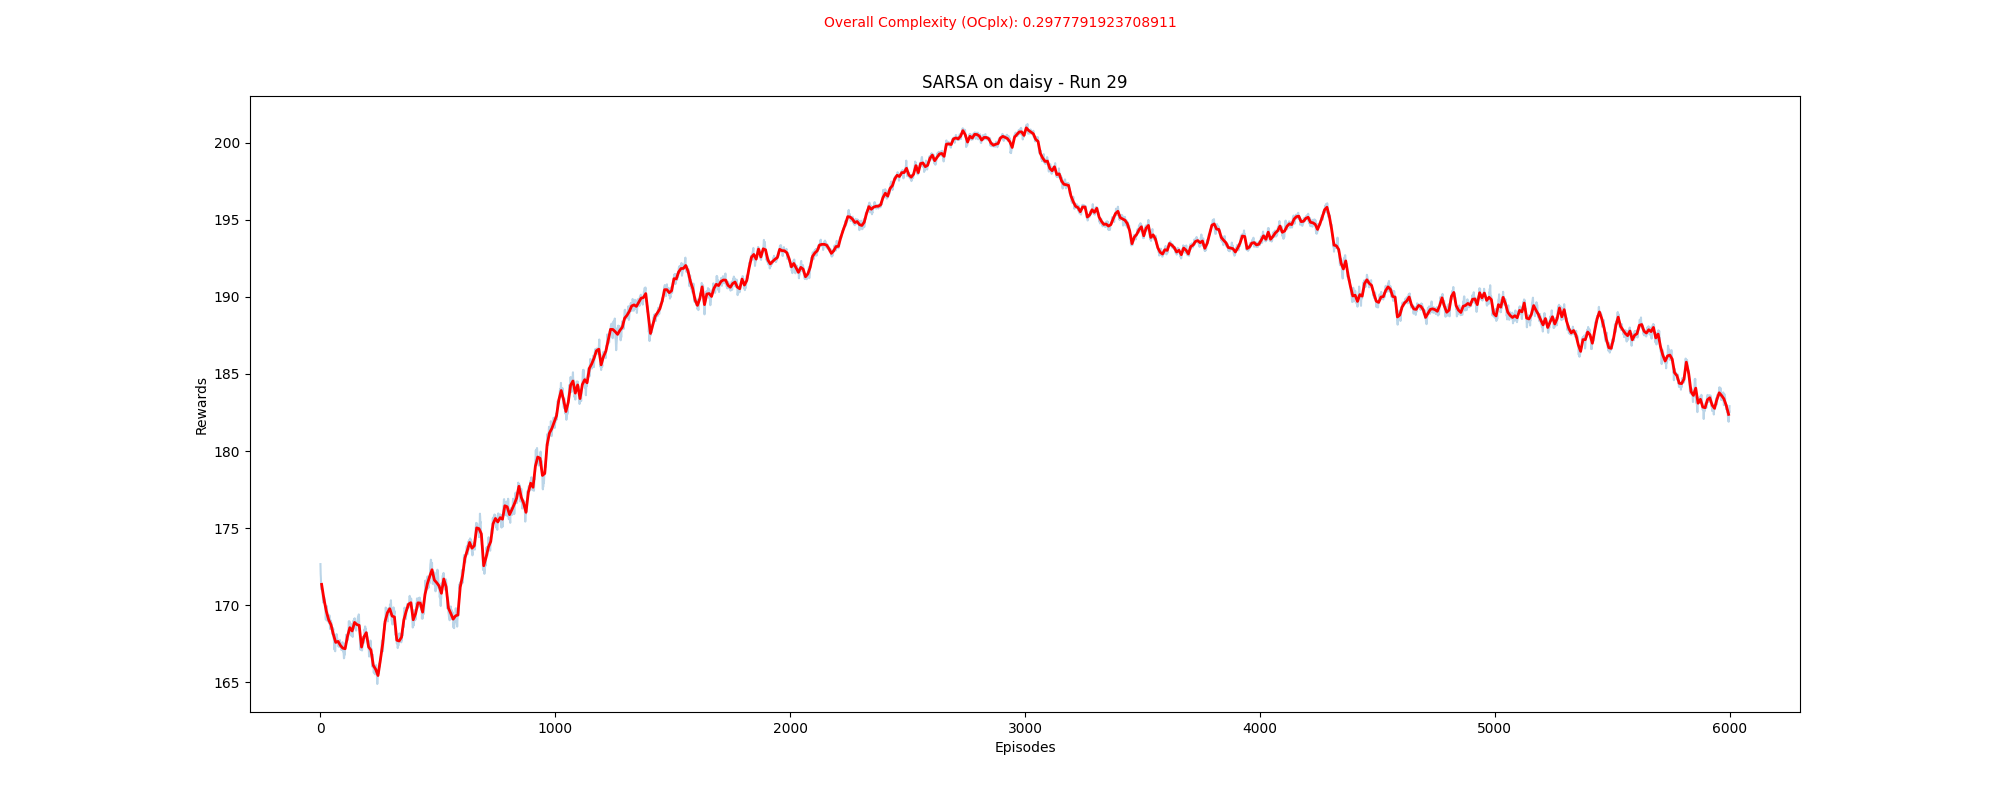 Overall Complexity (OCplx): 0.2977791923708911
SARSA on daisy - Run 29
Rewards
200
195
190
185
180
175
170
165
0 1000 2000 3000 4000 5000 6000
Episodes